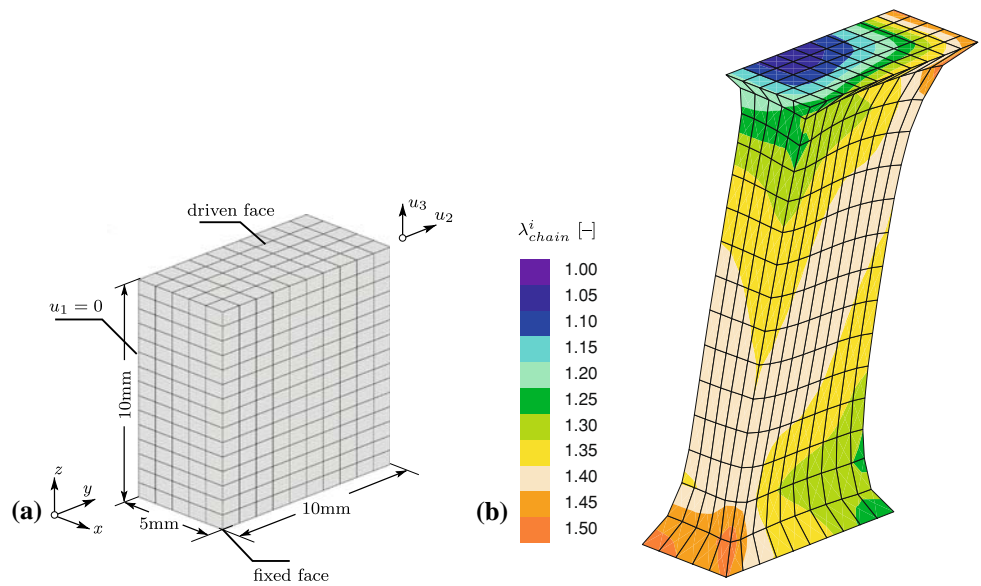 driven face
u₃
u₂
u₁ = 0
10mm
z
y
x
(a)
5mm
10mm
fixed face
λⁱ_chain [–]
1.00
1.05
1.10
1.15
1.20
1.25
1.30
1.35
1.40
1.45
1.50
(b)